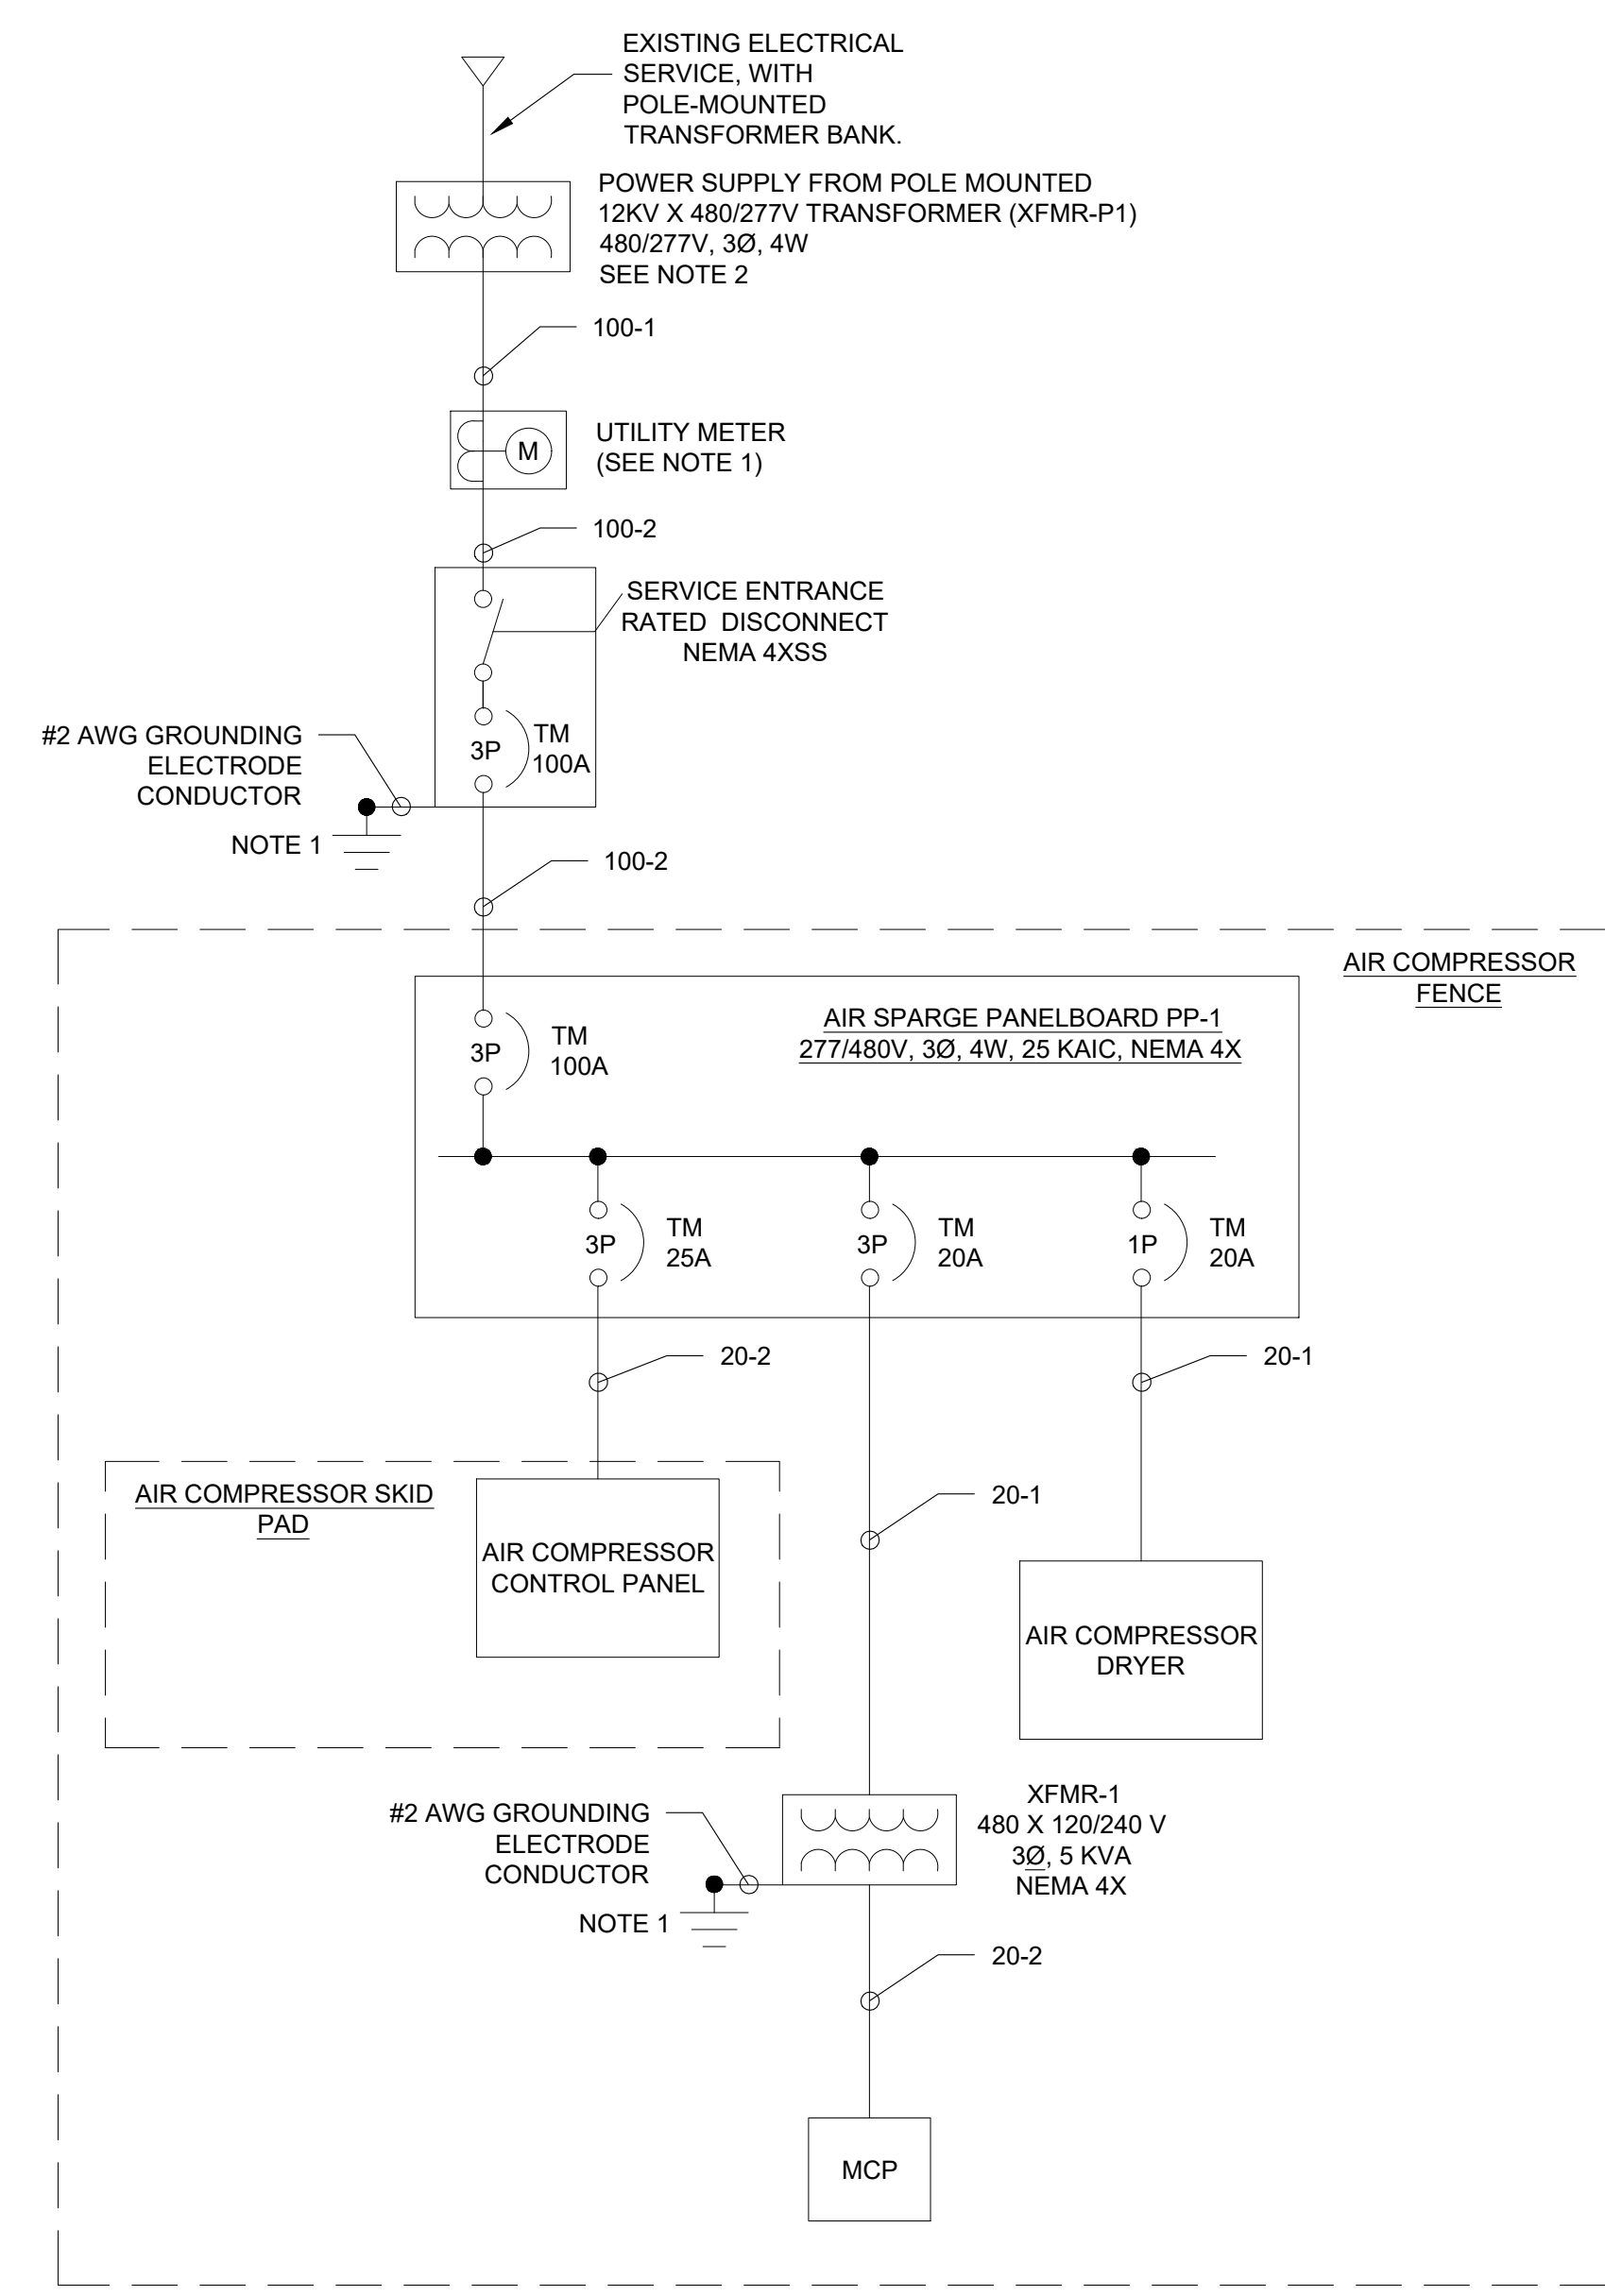 EXISTING ELECTRICAL
SERVICE, WITH
POLE-MOUNTED
TRANSFORMER BANK.
POWER SUPPLY FROM POLE MOUNTED
12KV X 480/277V TRANSFORMER (XFMR-P1)
480/277V, 3Ø, 4W
SEE NOTE 2
100-1
M
UTILITY METER
(SEE NOTE 1)
100-2
SERVICE ENTRANCE
RATED DISCONNECT
NEMA 4XSS
#2 AWG GROUNDING
ELECTRODE
CONDUCTOR
NOTE 1
3P
TM
100A
100-2
AIR COMPRESSOR
FENCE
AIR SPARGE PANELBOARD PP-1
277/480V, 3Ø, 4W, 25 KAIC, NEMA 4X
3P
TM
100A
3P
TM
25A
3P
TM
20A
1P
TM
20A
20-2
20-1
AIR COMPRESSOR SKID
PAD
AIR COMPRESSOR
CONTROL PANEL
20-1
AIR COMPRESSOR
DRYER
#2 AWG GROUNDING
ELECTRODE
CONDUCTOR
NOTE 1
XFMR-1
480 X 120/240 V
3Ø, 5 KVA
NEMA 4X
20-2
MCP